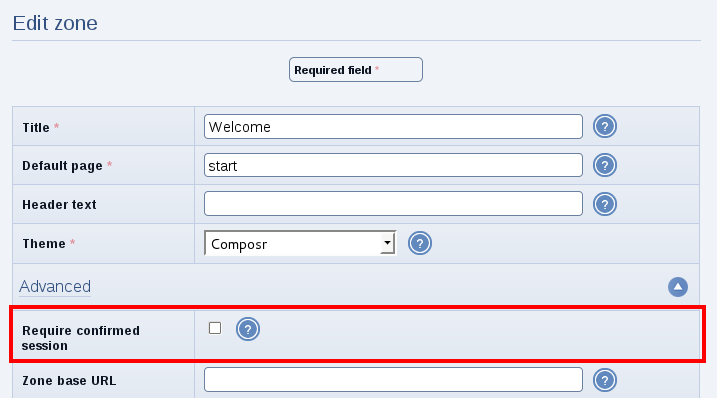 Edit zone
Required field *
Title * Welcome ?
Default page * start ?
Header text ?
Theme * Composr ?
Advanced
Require confirmed
session ?
Zone base URL ?